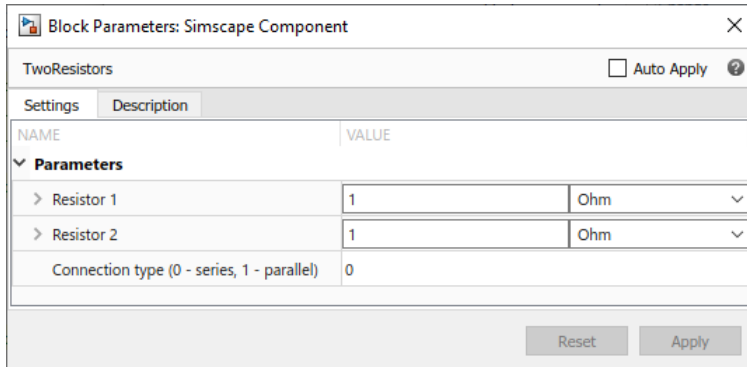 Block Parameters: Simscape Component
TwoResistors Auto Apply
Settings Description
NAME VALUE
Parameters
Resistor 1 1 Ohm
Resistor 2 1 Ohm
Connection type (0 - series, 1 - parallel) 0
Reset Apply